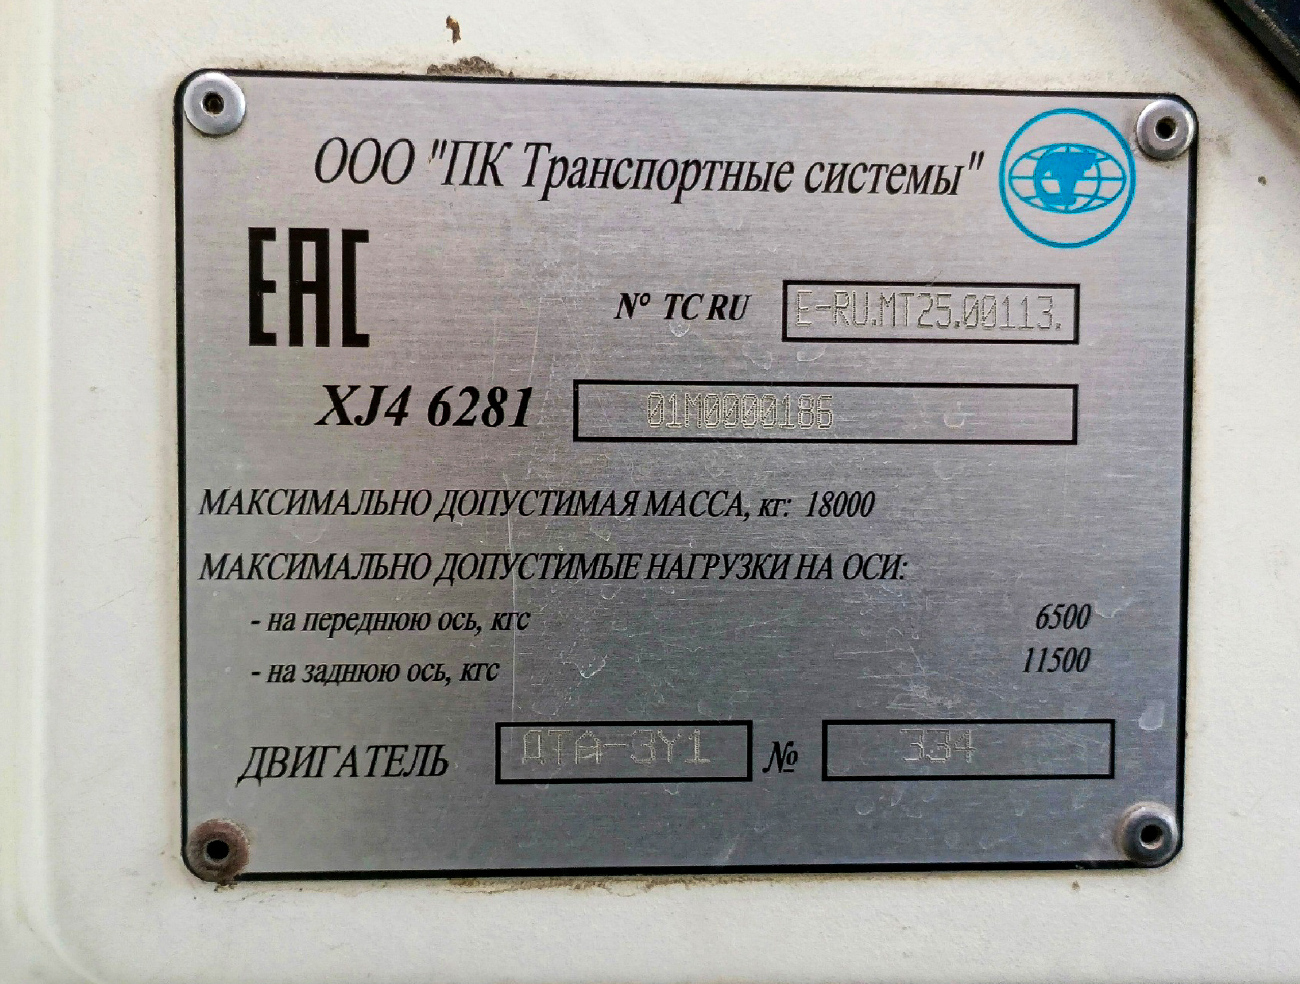 ООО "ПК Транспортные системы"
ЕАС
N° ТС RU E-RU.MT25.00113.
XJ4 6281 01M0000186
МАКСИМАЛЬНО ДОПУСТИМАЯ МАССА, кг: 18000
МАКСИМАЛЬНО ДОПУСТИМЫЕ НАГРУЗКИ НА ОСИ:
- на переднюю ось, кгс 6500
- на заднюю ось, кгс 11500
ДВИГАТЕЛЬ ДТА-3У1 № 334